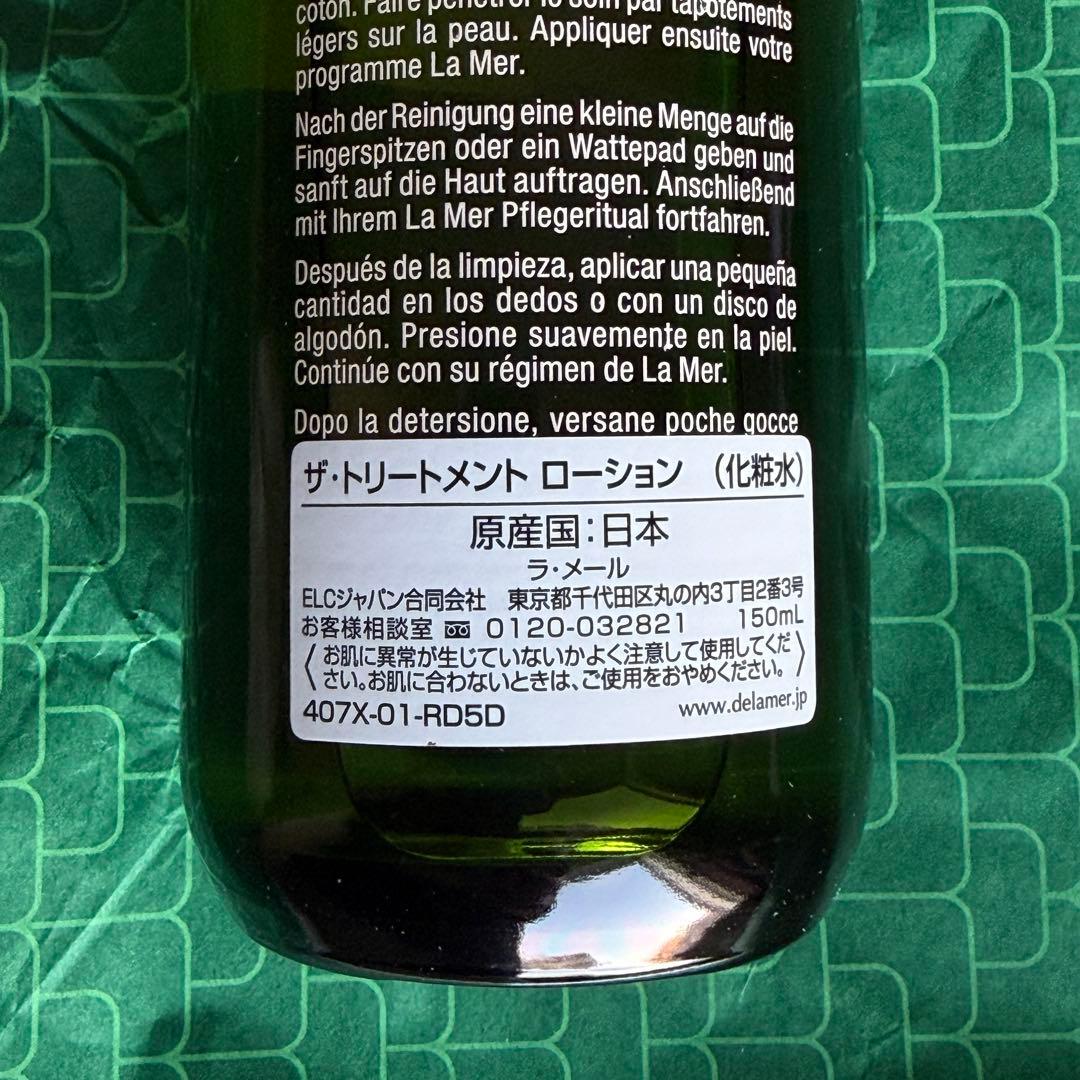 coton. Faire pénétrer le soin par tapotements
légers sur la peau. Appliquer ensuite votre
programme La Mer.
Nach der Reinigung eine kleine Menge auf die
Fingerspitzen oder ein Wattepad geben und
sanft auf die Haut auftragen. Anschließend
mit Ihrem La Mer Pflegeritual fortfahren.
Después de la limpieza, aplicar una pequeña
cantidad en los dedos o con un disco de
algodón. Presione suavemente en la piel.
Continúe con su régimen de La Mer.
Dopo la detersione, versane poche gocce
ザ・トリートメント ローション （化粧水）
原産国：日本
ラ・メール
ELCジャパン合同会社 東京都千代田区丸の内3丁目2番3号
お客様相談室 0120-032821 150mL
〈お肌に異常が生じていないかよく注意して使用してくだ
さい。お肌に合わないときは、ご使用をおやめください。〉
407X-01-RD5D www.delamer.jp